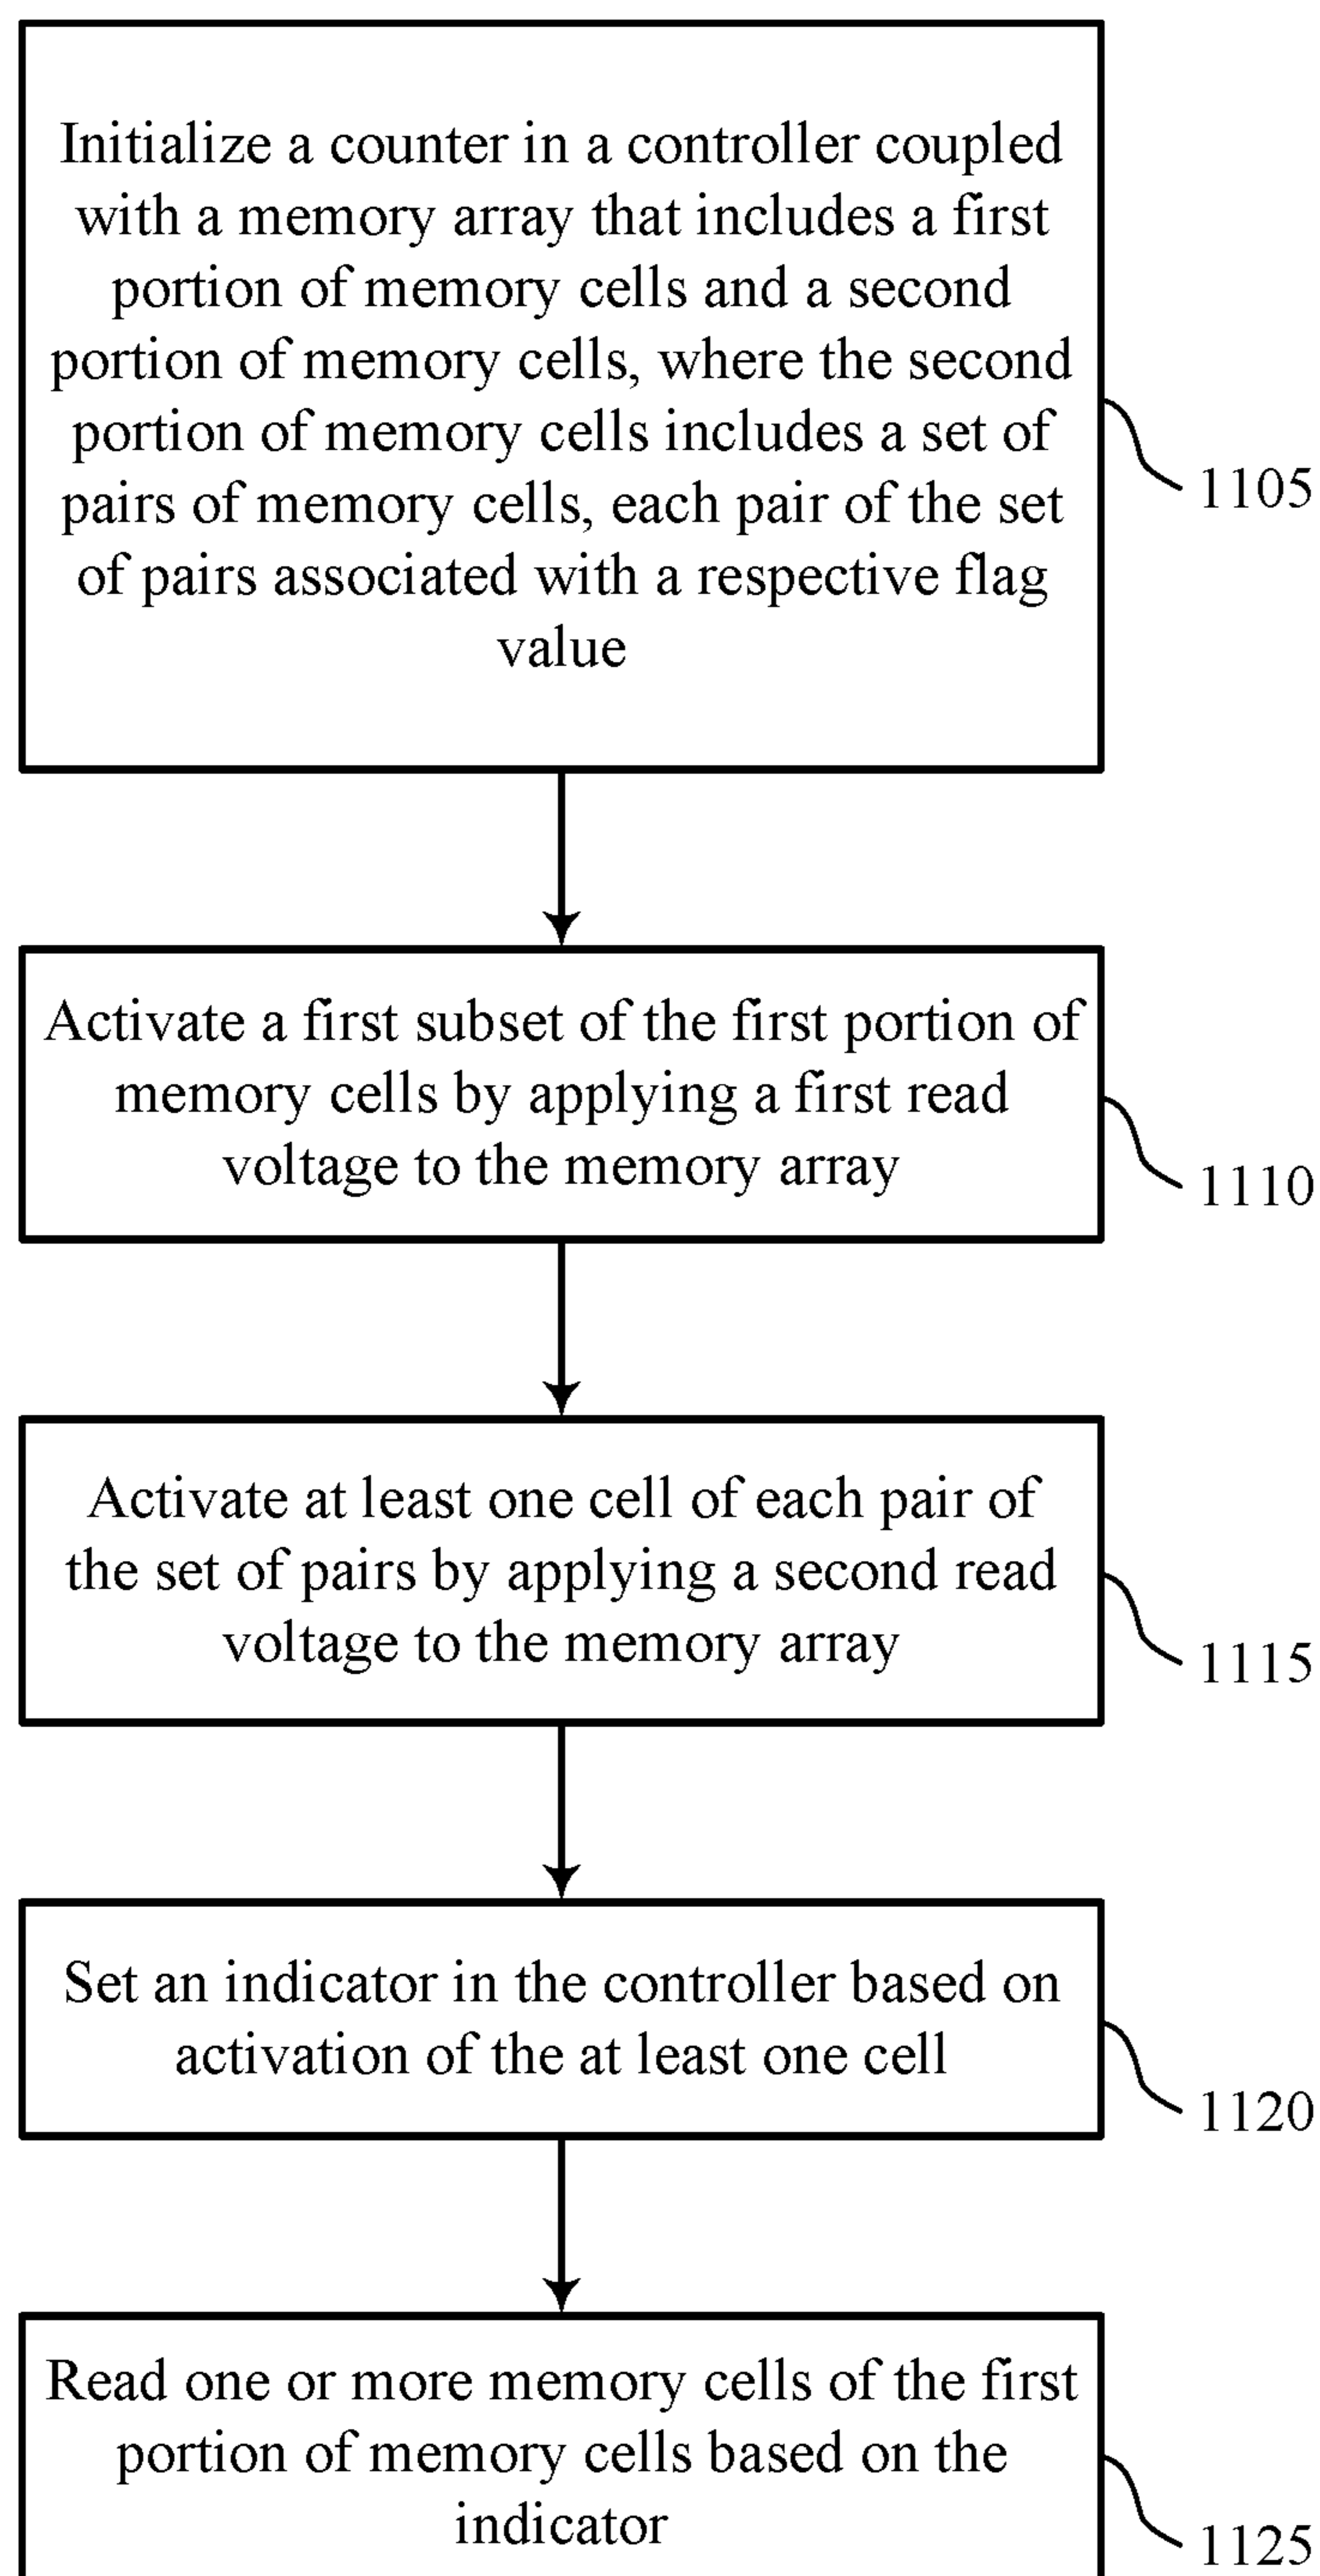 Initialize a counter in a controller coupled
with a memory array that includes a first
portion of memory cells and a second
portion of memory cells, where the second
portion of memory cells includes a set of
pairs of memory cells, each pair of the set
of pairs associated with a respective flag
value
1105
Activate a first subset of the first portion of
memory cells by applying a first read
voltage to the memory array
1110
Activate at least one cell of each pair of
the set of pairs by applying a second read
voltage to the memory array
1115
Set an indicator in the controller based on
activation of the at least one cell
1120
Read one or more memory cells of the first
portion of memory cells based on the
indicator
1125